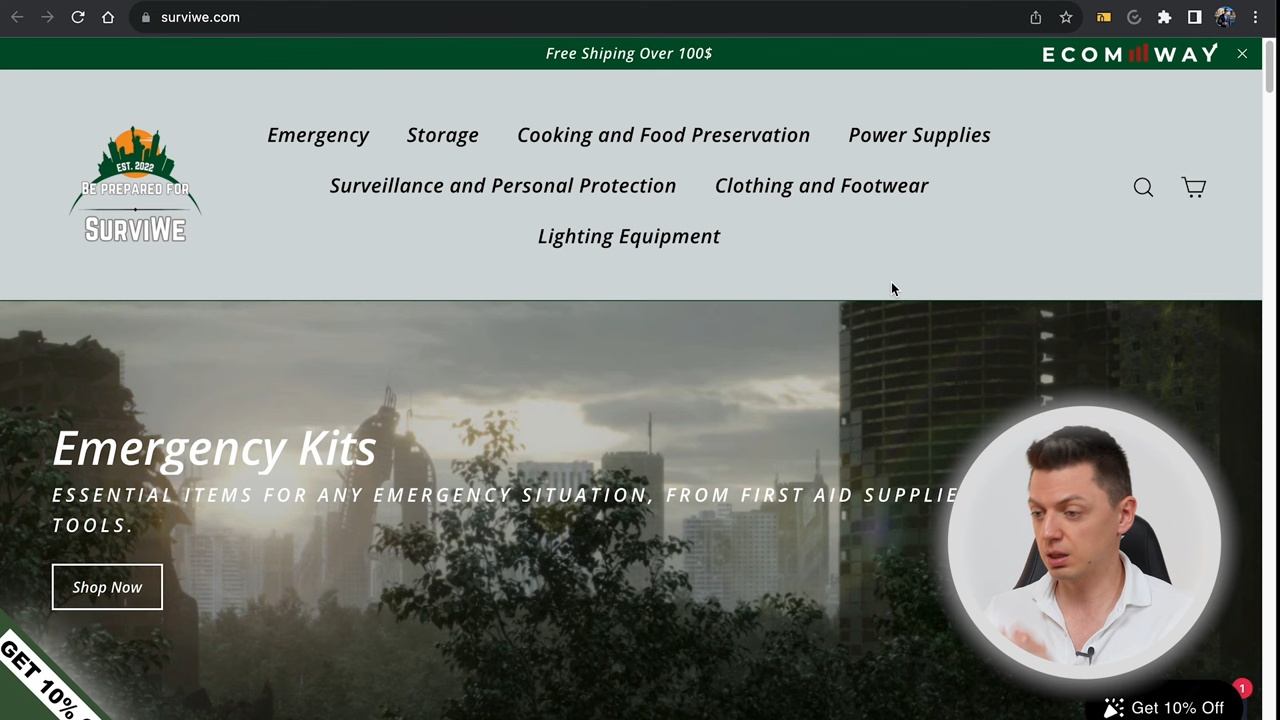 surviwe.com
Free Shiping Over 100$
ECOM WAY
Emergency Storage Cooking and Food Preservation Power Supplies
EST. 2022
BE PREPARED FOR
SURVIWE
Surveillance and Personal Protection Clothing and Footwear
Lighting Equipment
Emergency Kits
ESSENTIAL ITEMS FOR ANY EMERGENCY SITUATION, FROM FIRST AID
TOOLS.
Shop Now
GET 10%
1
Get 10% Off